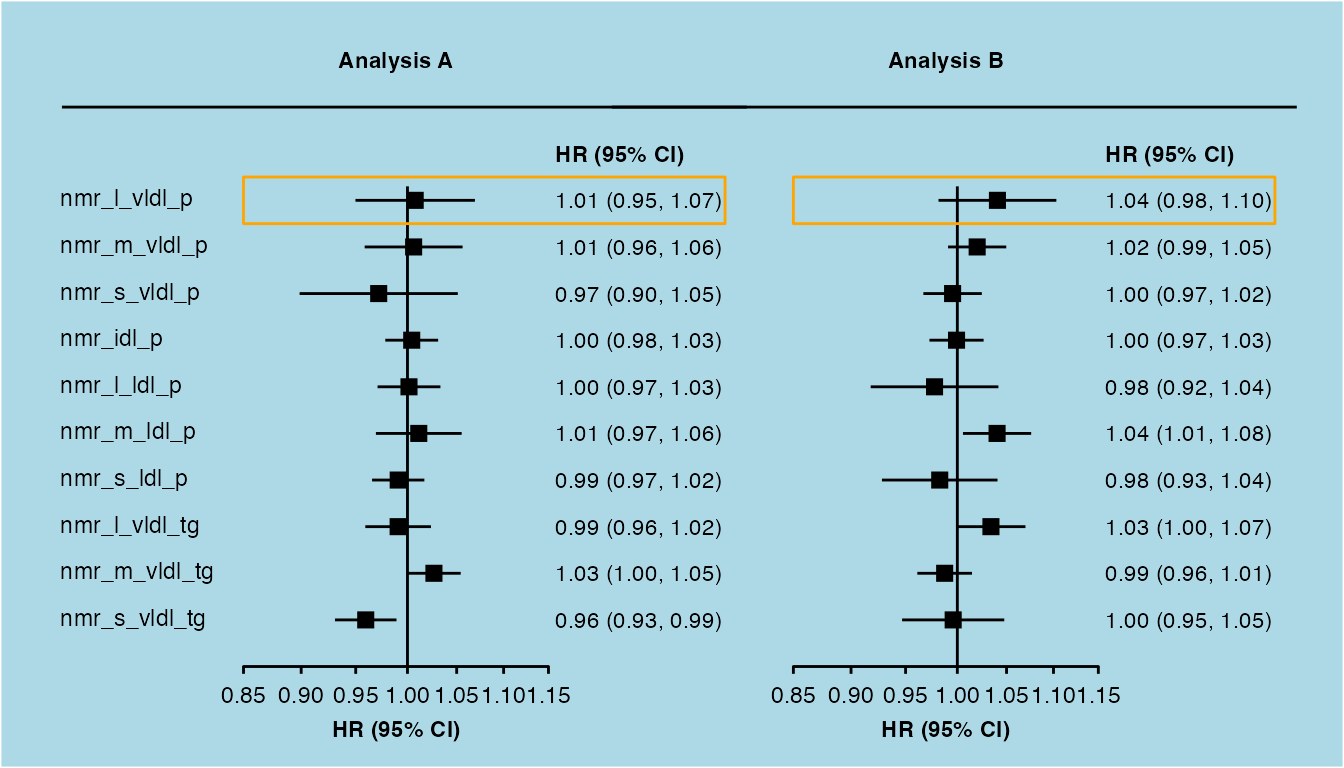 Analysis A Analysis B
HR (95% CI) HR (95% CI)
nmr_l_vldl_p 1.01 (0.95, 1.07) 1.04 (0.98, 1.10)
nmr_m_vldl_p 1.01 (0.96, 1.06) 1.02 (0.99, 1.05)
nmr_s_vldl_p 0.97 (0.90, 1.05) 1.00 (0.97, 1.02)
nmr_idl_p 1.00 (0.98, 1.03) 1.00 (0.97, 1.03)
nmr_l_ldl_p 1.00 (0.97, 1.03) 0.98 (0.92, 1.04)
nmr_m_ldl_p 1.01 (0.97, 1.06) 1.04 (1.01, 1.08)
nmr_s_ldl_p 0.99 (0.97, 1.02) 0.98 (0.93, 1.04)
nmr_l_vldl_tg 0.99 (0.96, 1.02) 1.03 (1.00, 1.07)
nmr_m_vldl_tg 1.03 (1.00, 1.05) 0.99 (0.96, 1.01)
nmr_s_vldl_tg 0.96 (0.93, 0.99) 1.00 (0.95, 1.05)
0.85 0.90 0.95 1.00 1.05 1.10 1.15 0.85 0.90 0.95 1.00 1.05 1.10 1.15
HR (95% CI) HR (95% CI)